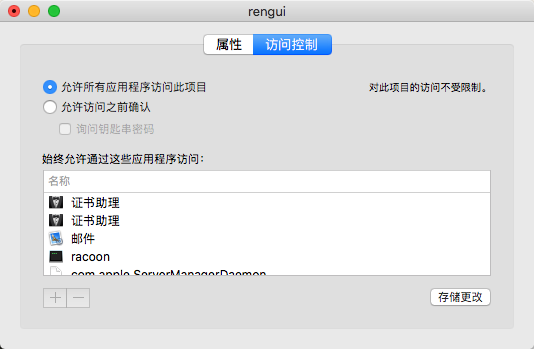 rengui
属性 访问控制
允许所有应用程序访问此项目 对此项目的访问不受限制。
允许访问之前确认
询问钥匙串密码
始终允许通过这些应用程序访问：
名称
证书助理
证书助理
邮件
racoon
com.apple.ServerManagerDaemon
存储更改